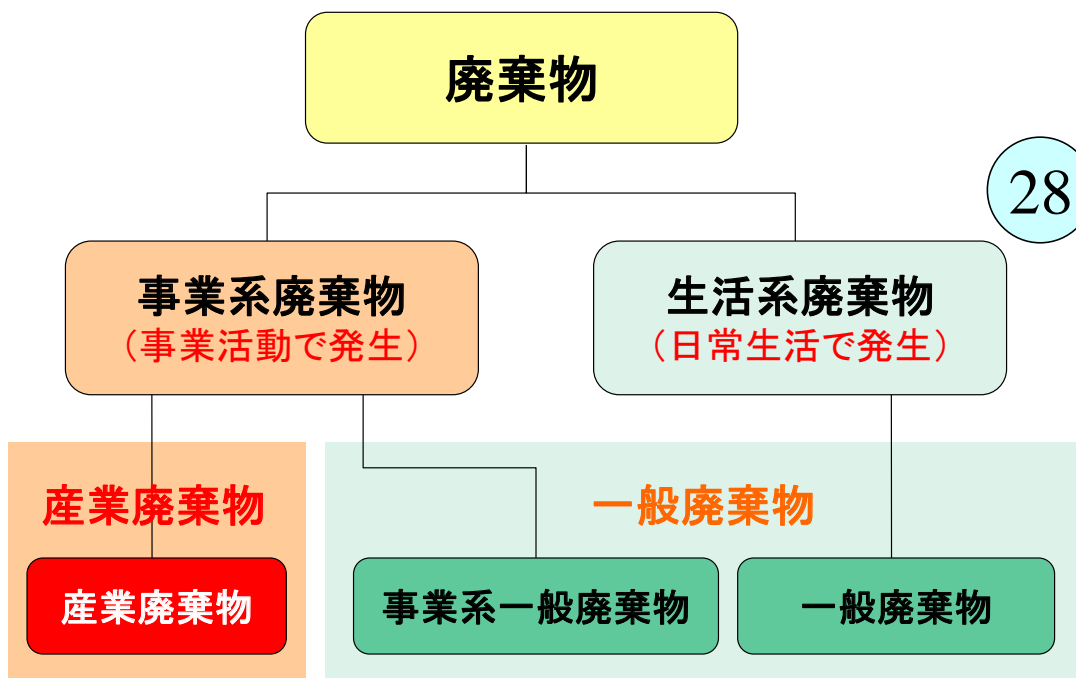 廃棄物
28
事業系廃棄物
（事業活動で発生）
生活系廃棄物
（日常生活で発生）
産業廃棄物
一般廃棄物
産業廃棄物
事業系一般廃棄物
一般廃棄物